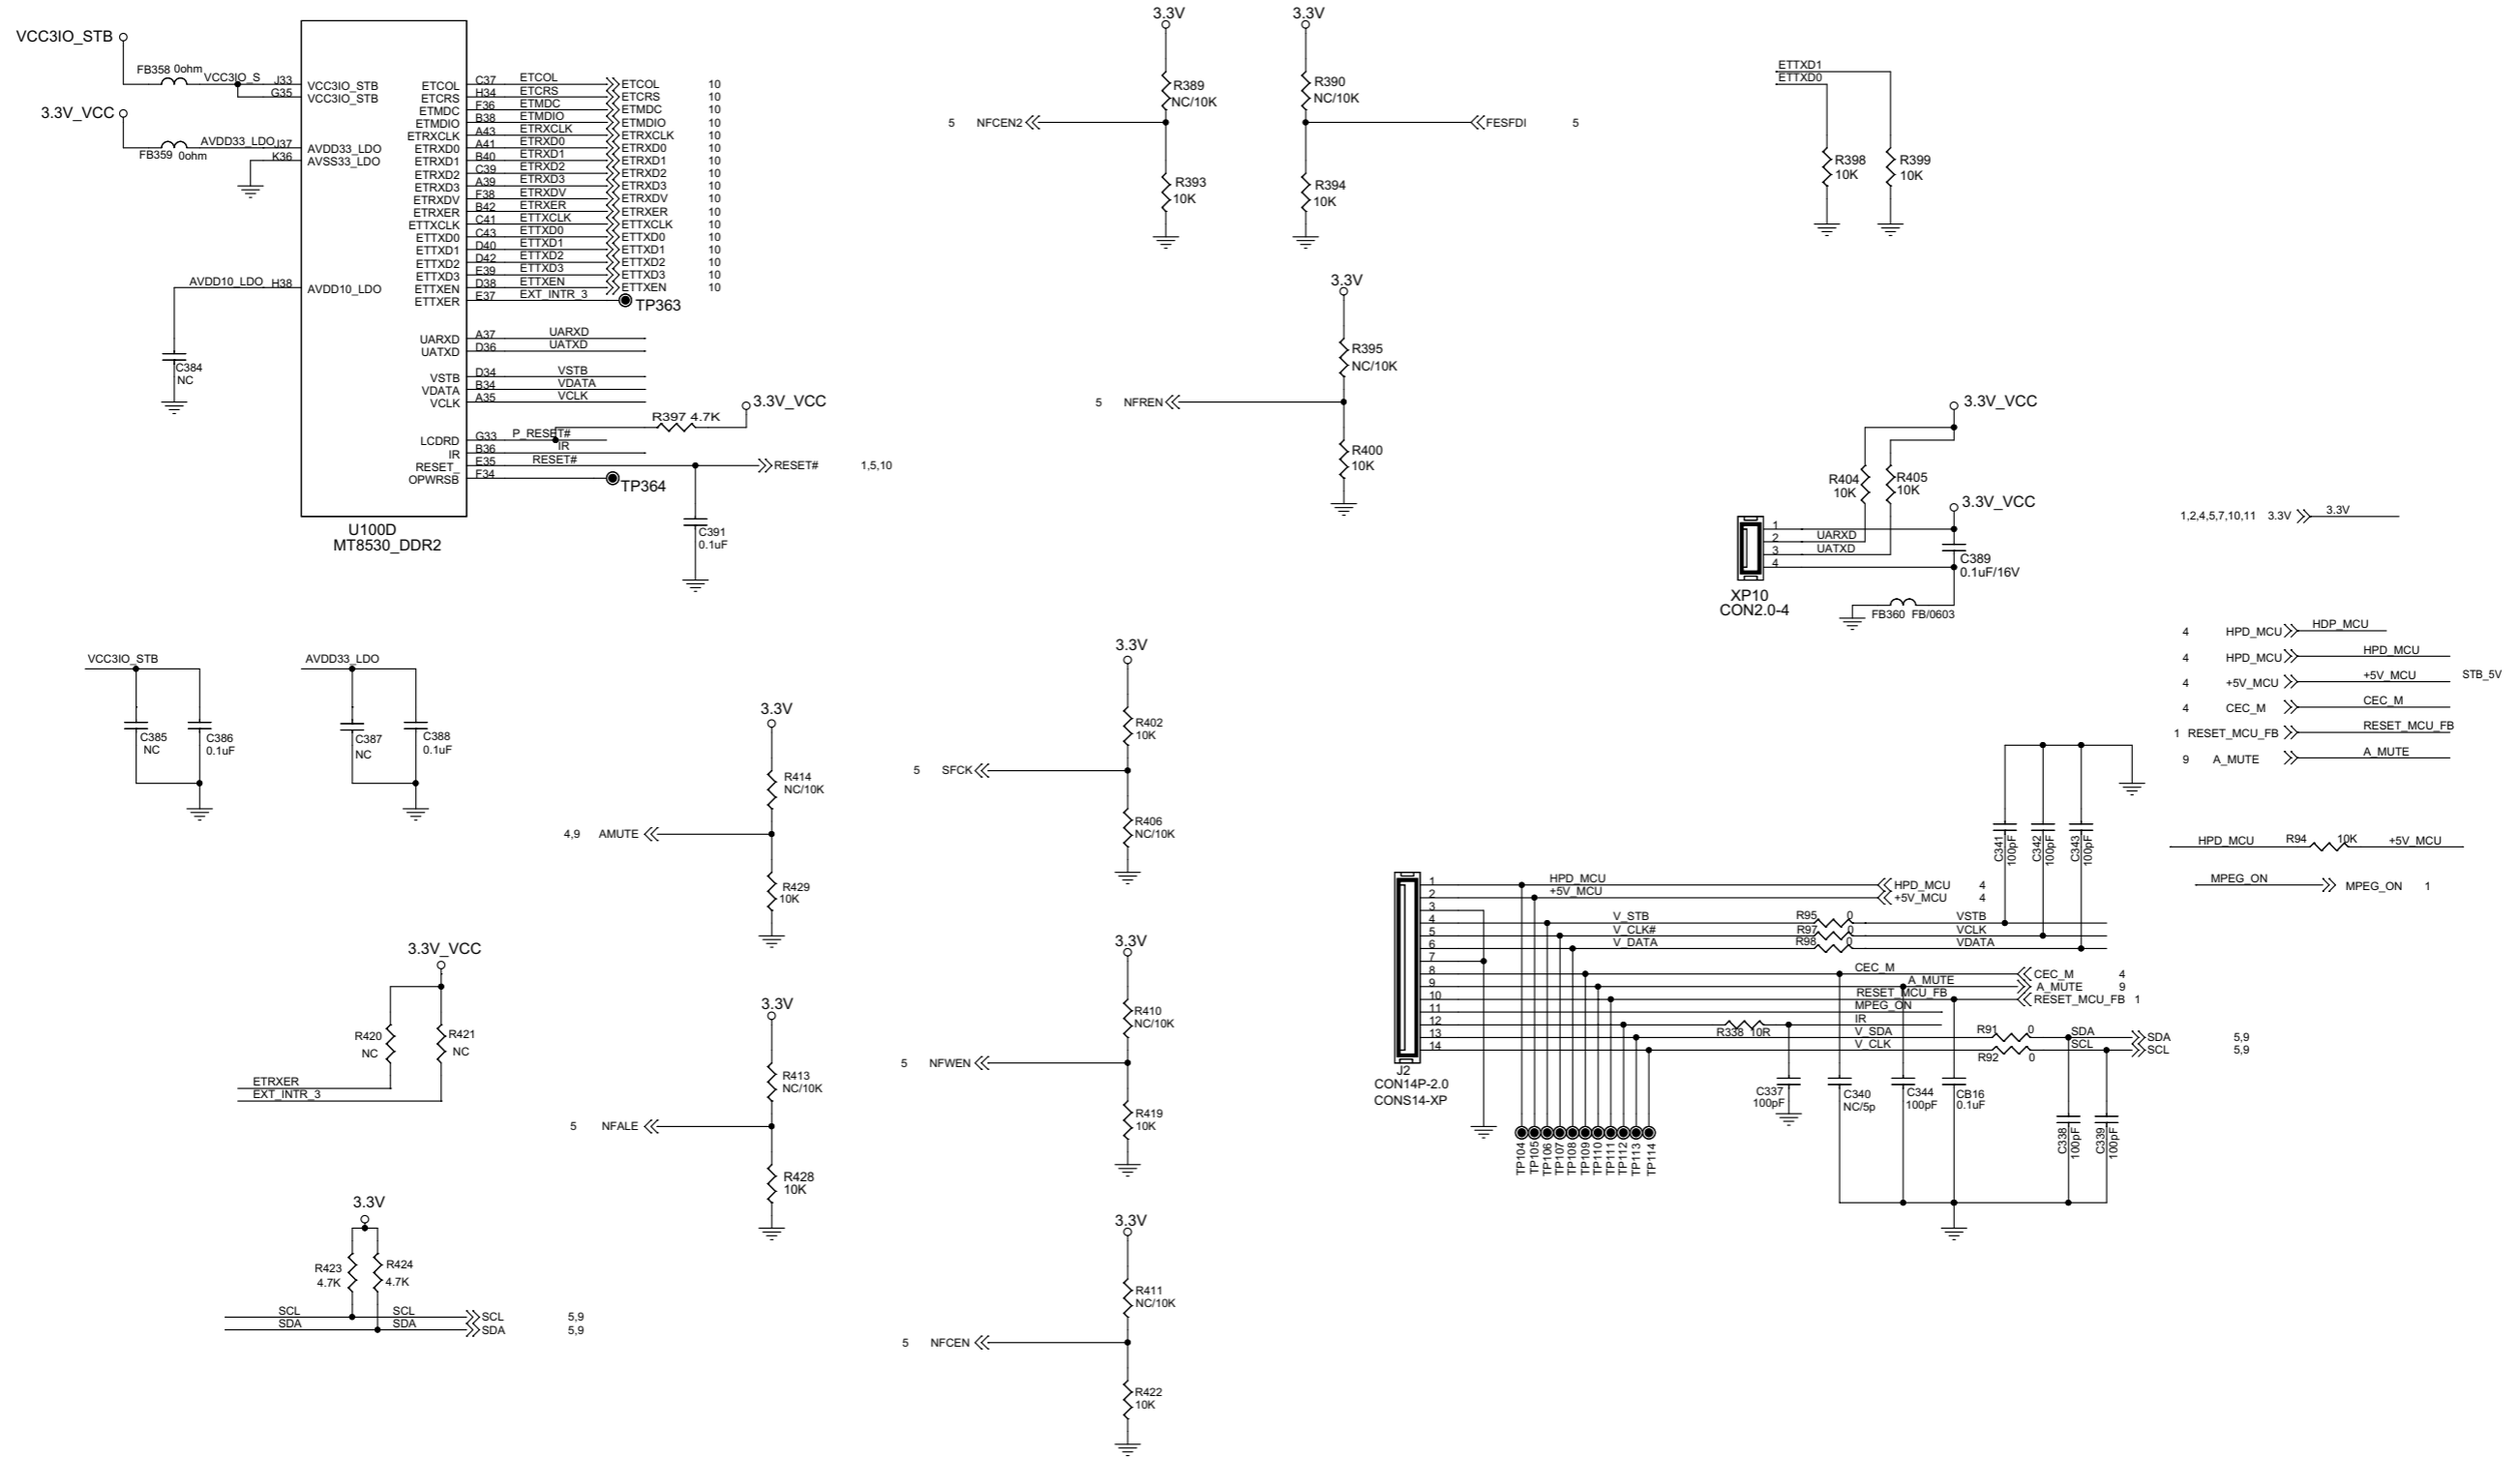 VCC3IO_STB
FB358 0ohm
VCC3IO_S J33 VCC3IO_STB
G35 VCC3IO_STB
3.3V_VCC
AVDD33_LDO J37 AVDD33_LDO
FB359 0ohm
K36 AVSS33_LDO
AVDD10_LDO H38 AVDD10_LDO
C384
NC
ETCOL C37 ETCOL ETCOL 10
ETCRS H34 ETCRS ETCRS 10
ETMDC F36 ETMDC ETMDC 10
ETMDIO B38 ETMDIO ETMDIO 10
ETRXCLK A43 ETRXCLK ETRXCLK 10
ETRXD0 A41 ETRXD0 ETRXD0 10
ETRXD1 B40 ETRXD1 ETRXD1 10
ETRXD2 C39 ETRXD2 ETRXD2 10
ETRXD3 A39 ETRXD3 ETRXD3 10
ETRXDV F38 ETRXDV ETRXDV 10
ETRXER B42 ETRXER ETRXER 10
ETTXCLK C41 ETTXCLK ETTXCLK 10
ETTXD0 C43 ETTXD0 ETTXD0 10
ETTXD1 D40 ETTXD1 ETTXD1 10
ETTXD2 D42 ETTXD2 ETTXD2 10
ETTXD3 E39 ETTXD3 ETTXD3 10
ETTXEN D38 ETTXEN ETTXEN 10
ETTXER E37 EXT_INTR_3 TP363
UARXD A37 UARXD
UATXD D36 UATXD
VSTB D34 VSTB
VDATA B34 VDATA
VCLK A35 VCLK
R397 4.7K 3.3V_VCC
LCDRD G33 P_RESET#
IR B36 IR
RESET_ E35 RESET# RESET# 1,5,10
OPWRSB F34 TP364
U100D
MT8530_DDR2
C391
0.1uF
3.3V
R389
NC/10K
5 NFCEN2
R393
10K
3.3V
R390
NC/10K
FESFDI 5
R394
10K
ETTXD1
ETTXD0
R398
10K
R399
10K
3.3V
R395
NC/10K
5 NFREN
R400
10K
3.3V_VCC
R404
10K
R405
10K
3.3V_VCC
1
2 UARXD
3 UATXD
4
C389
0.1uF/16V
XP10
CON2.0-4
FB360 FB/0603
1,2,4,5,7,10,11 3.3V 3.3V
4 HPD_MCU HDP_MCU
4 HPD_MCU HPD_MCU
4 +5V_MCU +5V_MCU STB_5V
4 CEC_M CEC_M
1 RESET_MCU_FB RESET_MCU_FB
9 A_MUTE A_MUTE
HPD_MCU R94 10K +5V_MCU
MPEG_ON MPEG_ON 1
VCC3IO_STB
C385
NC
C386
0.1uF
AVDD33_LDO
C387
NC
C388
0.1uF
3.3V
R414
NC/10K
4,9 AMUTE
R429
10K
3.3V
R402
10K
5 SFCK
R406
NC/10K
3.3V_VCC
R420
NC
R421
NC
ETRXER
EXT_INTR_3
3.3V
R413
NC/10K
5 NFALE
R428
10K
3.3V
R410
NC/10K
5 NFWEN
R419
10K
3.3V
R423
4.7K
R424
4.7K
SCL SCL SCL 5,9
SDA SDA SDA 5,9
3.3V
R411
NC/10K
5 NFCEN
R422
10K
C341
100pF
C342
100pF
C343
100pF
1 HPD_MCU HPD_MCU 4
2 +5V_MCU +5V_MCU 4
3
4 V_STB R95 0 VSTB
5 V_CLK# R97 0 VCLK
6 V_DATA R98 0 VDATA
7
8 CEC_M CEC_M 4
9 A_MUTE A_MUTE 9
10 RESET_MCU_FB RESET_MCU_FB 1
11 MPEG_ON
12 R338 10R IR
13 V_SDA R91 0 SDA SDA 5,9
14 V_CLK R92 0 SCL SCL 5,9
J2
CON14P-2.0
CONS14-XP
C337
100pF
C340
NC/5p
C344
100pF
CB16
0.1uF
C338
100pF
C339
100pF
TP104
TP105
TP106
TP107
TP108
TP109
TP110
TP111
TP112
TP113
TP114